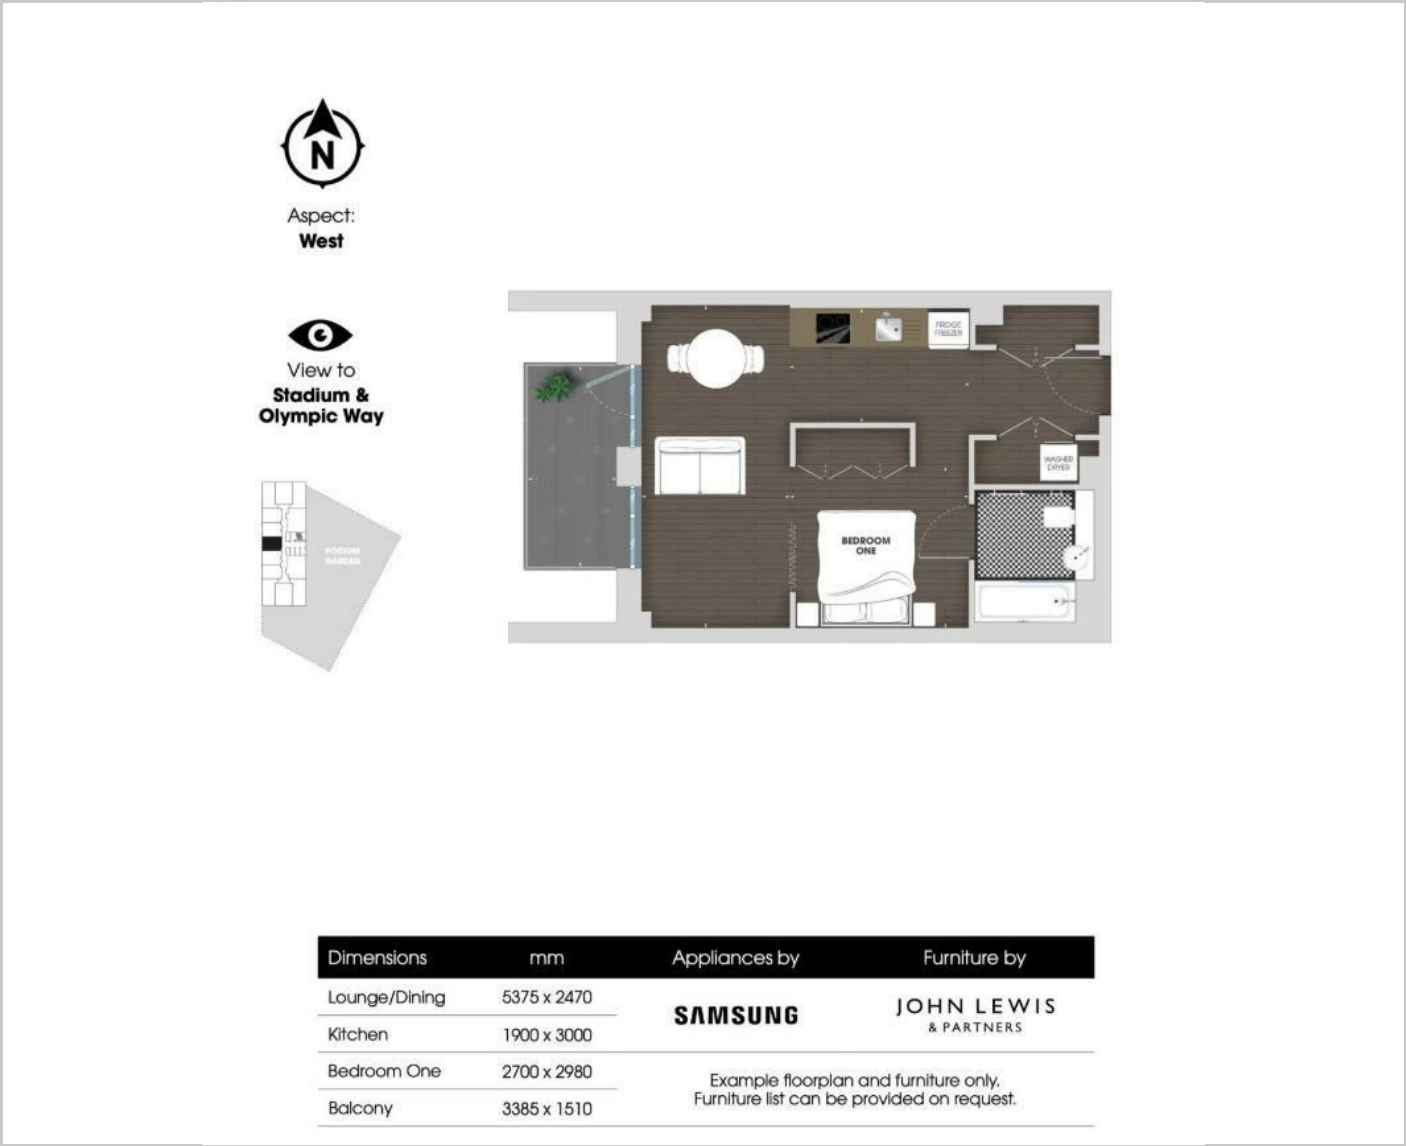 N
Aspect:
West
View to
Stadium &
Olympic Way
PODIUM
GARDEN
FRIDGE
FREEZER
WASHER
DRYER
BEDROOM
ONE
Dimensions mm Appliances by Furniture by
Lounge/Dining 5375 x 2470
SAMSUNG
JOHN LEWIS
& PARTNERS
Kitchen 1900 x 3000
Bedroom One 2700 x 2980
Balcony 3385 x 1510
Example floorplan and furniture only.
Furniture list can be provided on request.